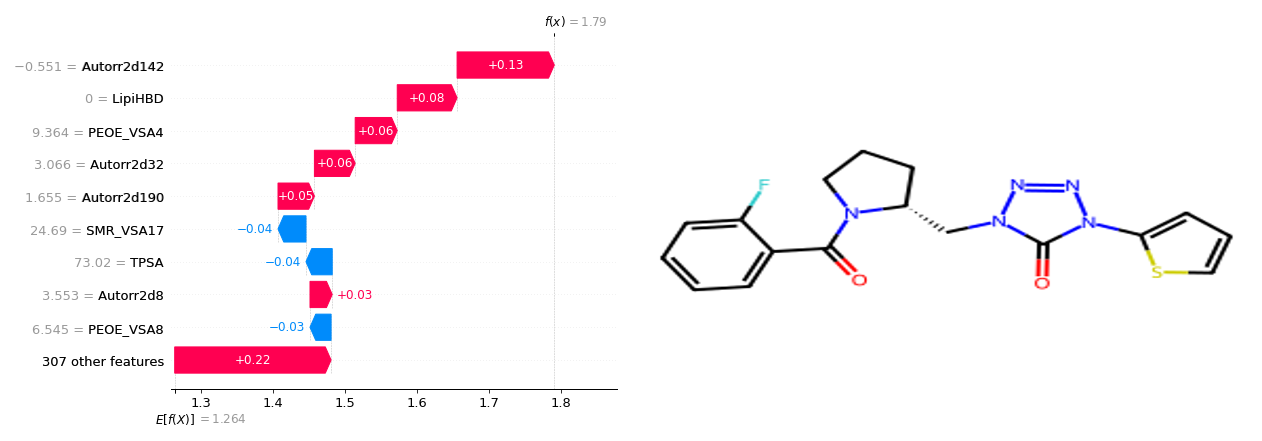 f(x) = 1.79
−0.551 = Autorr2d142
+0.13
0 = LipiHBD
+0.08
9.364 = PEOE_VSA4
+0.06
3.066 = Autorr2d32
+0.06
1.655 = Autorr2d190
+0.05
24.69 = SMR_VSA17
−0.04
73.02 = TPSA
−0.04
3.553 = Autorr2d8
+0.03
6.545 = PEOE_VSA8
−0.03
307 other features
+0.22
1.3 1.4 1.5 1.6 1.7 1.8
E[f(X)] = 1.264
F
N
O
N N
N
N
O
S